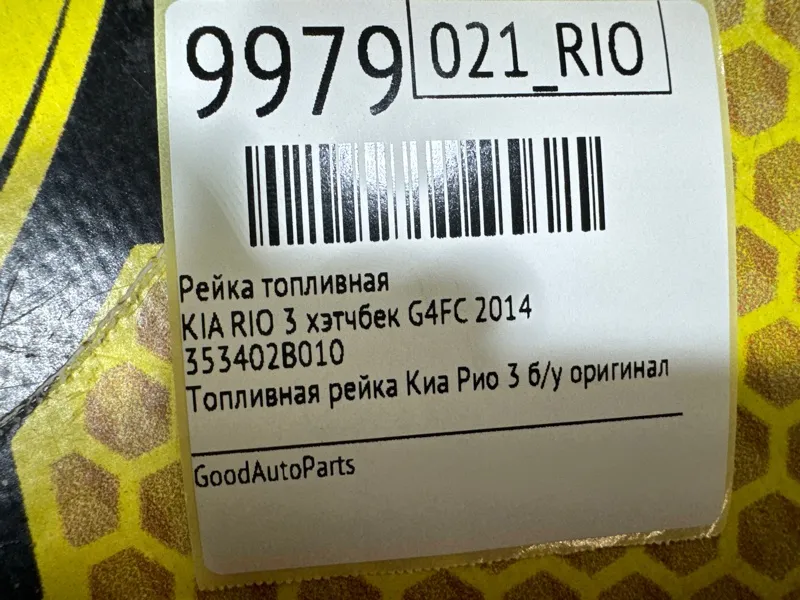 9979 021_RIO
Рейка топливная
KIA RIO 3 хэтчбек G4FC 2014
353402B010
Топливная рейка Киа Рио 3 б/у оригинал
GoodAutoParts